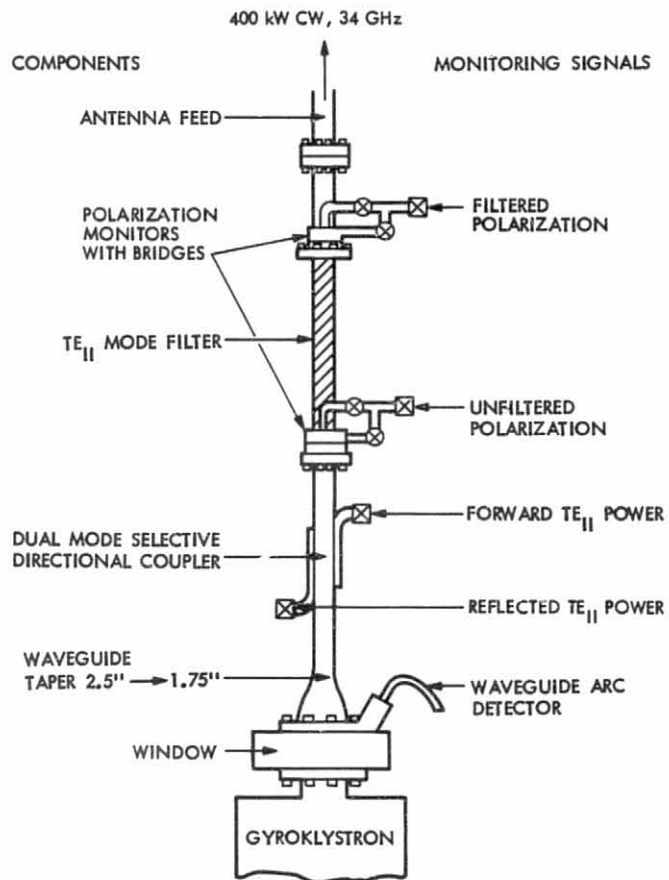 400 kW CW, 34 GHz
COMPONENTS
MONITORING SIGNALS
ANTENNA FEED
POLARIZATION
MONITORS
WITH BRIDGES
FILTERED
POLARIZATION
TE11 MODE FILTER
UNFILTERED
POLARIZATION
FORWARD TE11 POWER
DUAL MODE SELECTIVE
DIRECTIONAL COUPLER
REFLECTED TE11 POWER
WAVEGUIDE
TAPER 2.5" → 1.75"
WAVEGUIDE ARC
DETECTOR
WINDOW
GYROKLYSTRON